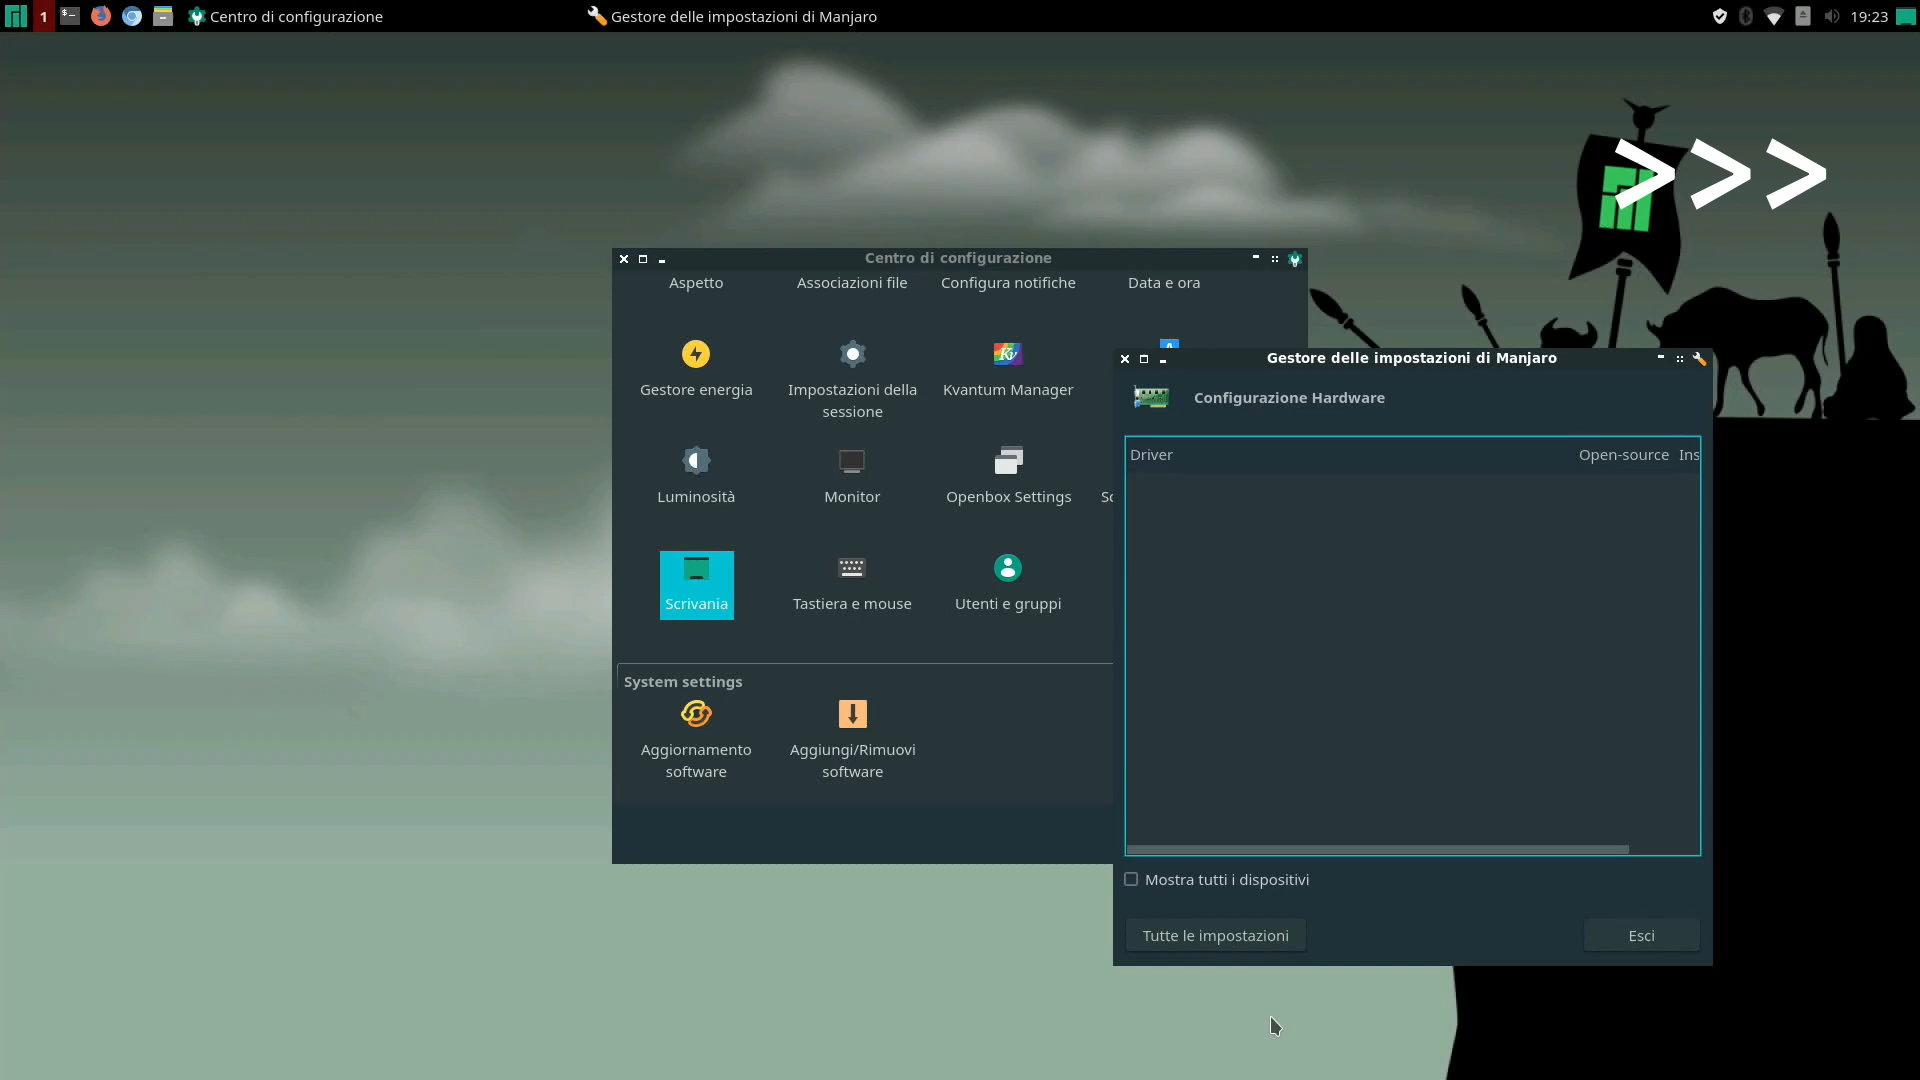 1 Centro di configurazione Gestore delle impostazioni di Manjaro 19:23
>>>
Centro di configurazione
Aspetto Associazioni file Configura notifiche Data e ora
Gestore energia Impostazioni della sessione Kvantum Manager
Luminosità Monitor Openbox Settings Sc
Scrivania Tastiera e mouse Utenti e gruppi
System settings
Aggiornamento software Aggiungi/Rimuovi software
Gestore delle impostazioni di Manjaro
Configurazione Hardware
Driver Open-source Ins
Mostra tutti i dispositivi
Tutte le impostazioni Esci